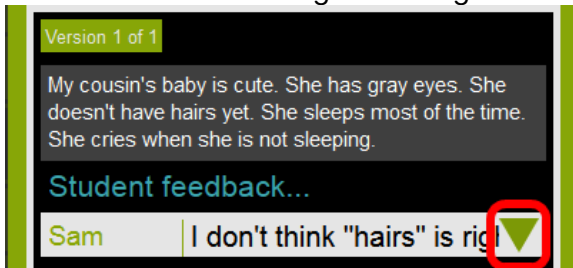 Version 1 of 1
My cousin's baby is cute. She has gray eyes. She
doesn't have hairs yet. She sleeps most of the time.
She cries when she is not sleeping.
Student feedback...
Sam
I don't think "hairs" is